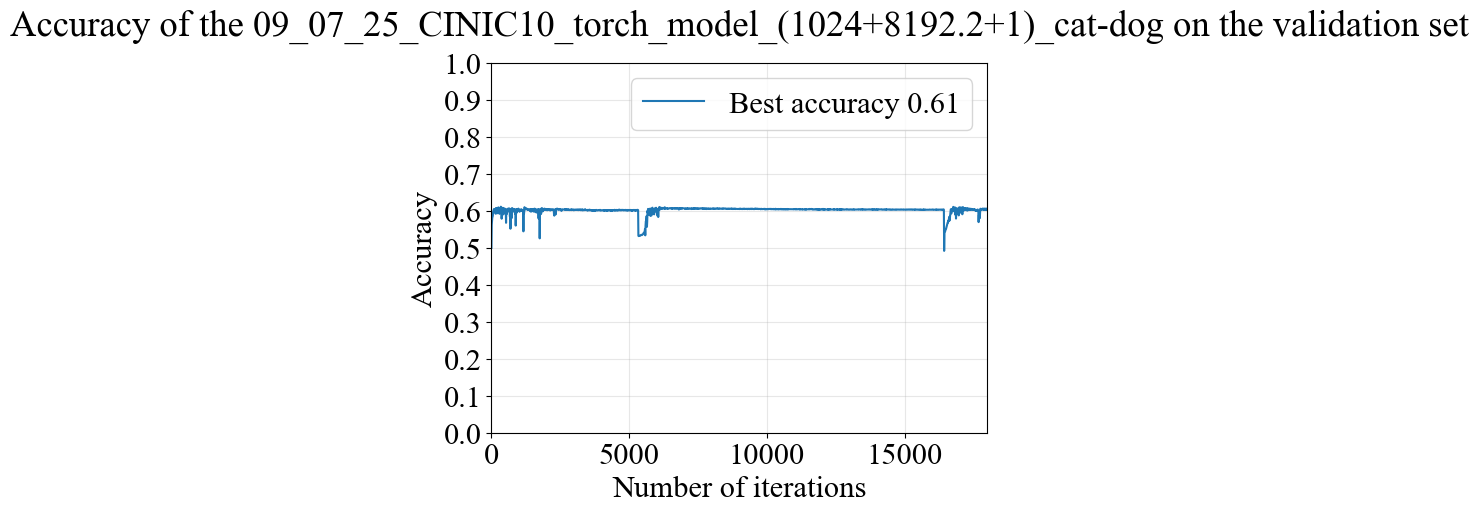 Accuracy of the 09_07_25_CINIC10_torch_model_(1024+8192.2+1)_cat-dog on the validation set
1.0
Best accuracy 0.61
0.9
0.8
0.7
0.6
0.5
0.4
0.3
0.2
0.1
0.0
Accuracy
0 5000 10000 15000
Number of iterations